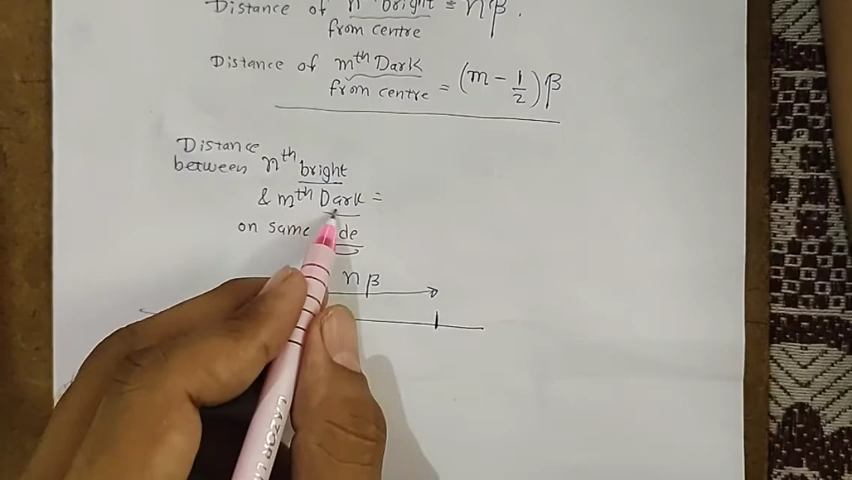 Distance of nth bright = nβ.
from centre
Distance of mth Dark
from centre = (m - 1/2)β
Distance
between nth bright
& mth Dark =
on same de
nβ